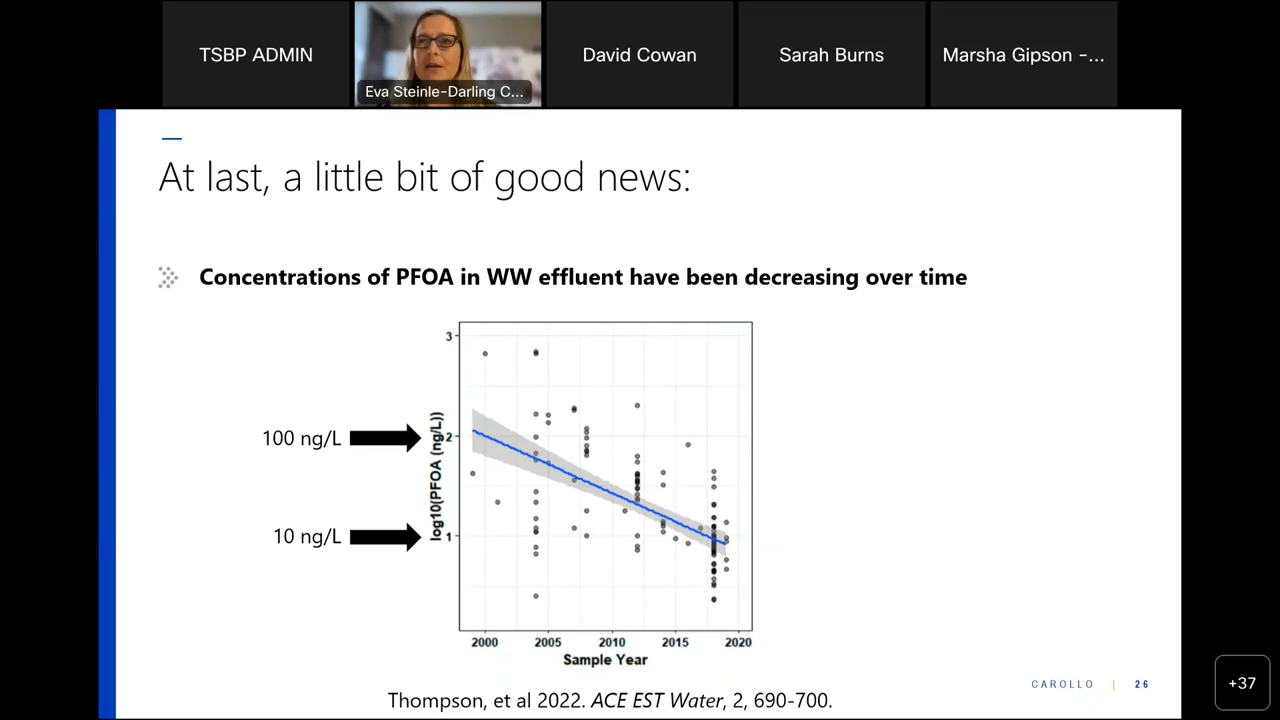 TSBP ADMIN
Eva Steinle-Darling C...
David Cowan
Sarah Burns
Marsha Gipson -...
At last, a little bit of good news:
Concentrations of PFOA in WW effluent have been decreasing over time
100 ng/L
10 ng/L
log10(PFOA (ng/L))
3
2
1
2000 2005 2010 2015 2020
Sample Year
Thompson, et al 2022. ACE EST Water, 2, 690-700.
CAROLLO | 26
+37